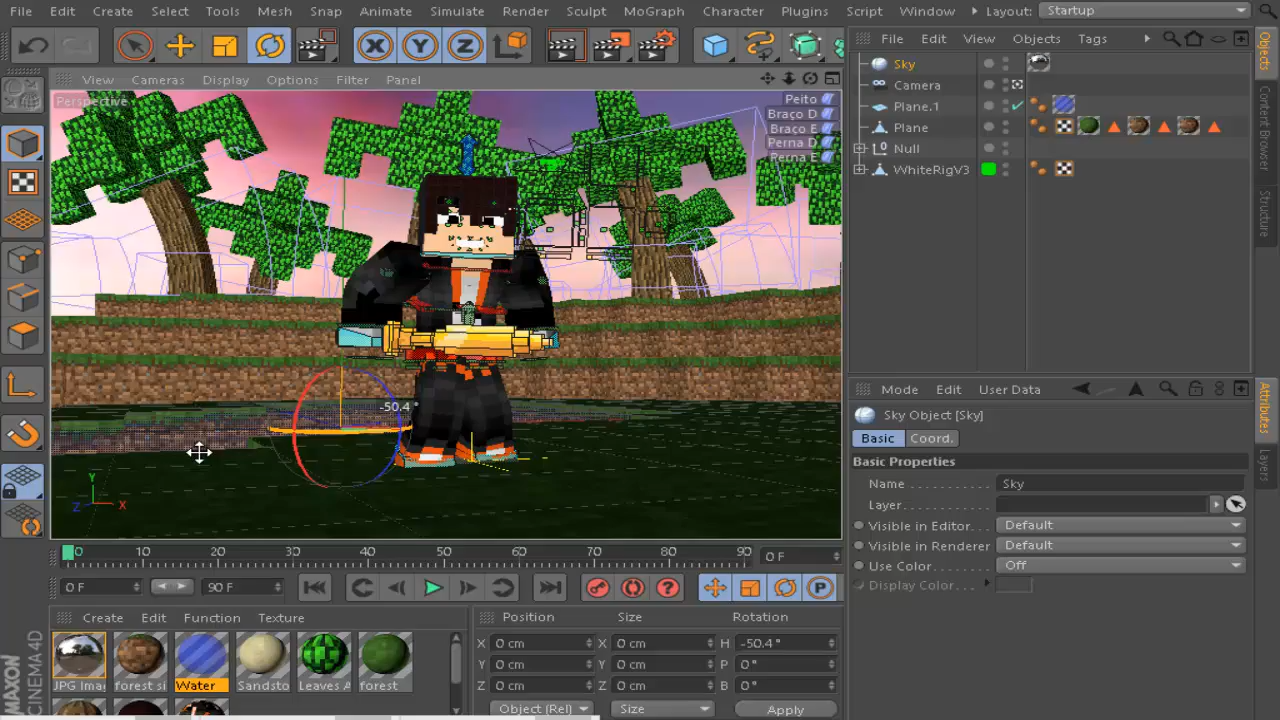 File Edit Create Select Tools Mesh Snap Animate Simulate Render Sculpt MoGraph Character Plugins Script Window Layout: Startup
X Y Z
File Edit View Objects Tags
View Cameras Display Options Filter Panel
Perspective
Peito
Braço D
Braço E
Perna D
Perna E
-50.4 °
Y
Z X
Sky
Camera
Plane.1
Plane
Null
WhiteRigV3
Objects
Content Browser
Structure
Mode Edit User Data
Sky Object [Sky]
Basic Coord.
Basic Properties
Name Sky
Layer
Visible in Editor Default
Visible in Renderer Default
Use Color Off
Display Color
Attributes
Layers
0 10 20 30 40 50 60 70 80 90 0 F
0 F 90 F
P
Create Edit Function Texture
JPG Ima forest si Water Sandsto Leaves A forest
Position Size Rotation
X 0 cm X 0 cm H -50.4 °
Y 0 cm Y 0 cm P 0 °
Z 0 cm Z 0 cm B 0 °
Object (Rel) Size Apply
MAXON
CINEMA 4D